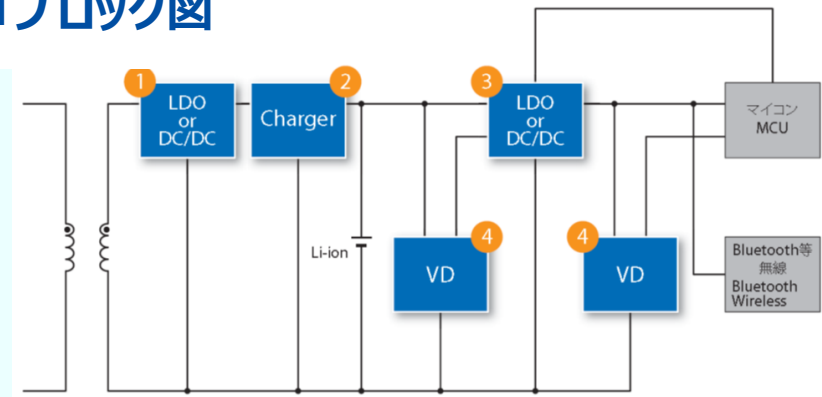 ブロック図
1
LDO
or
DC/DC
2
Charger
3
LDO
or
DC/DC
マイコン
MCU
Li-ion
4
VD
4
VD
Bluetooth等
無線
Bluetooth
Wireless